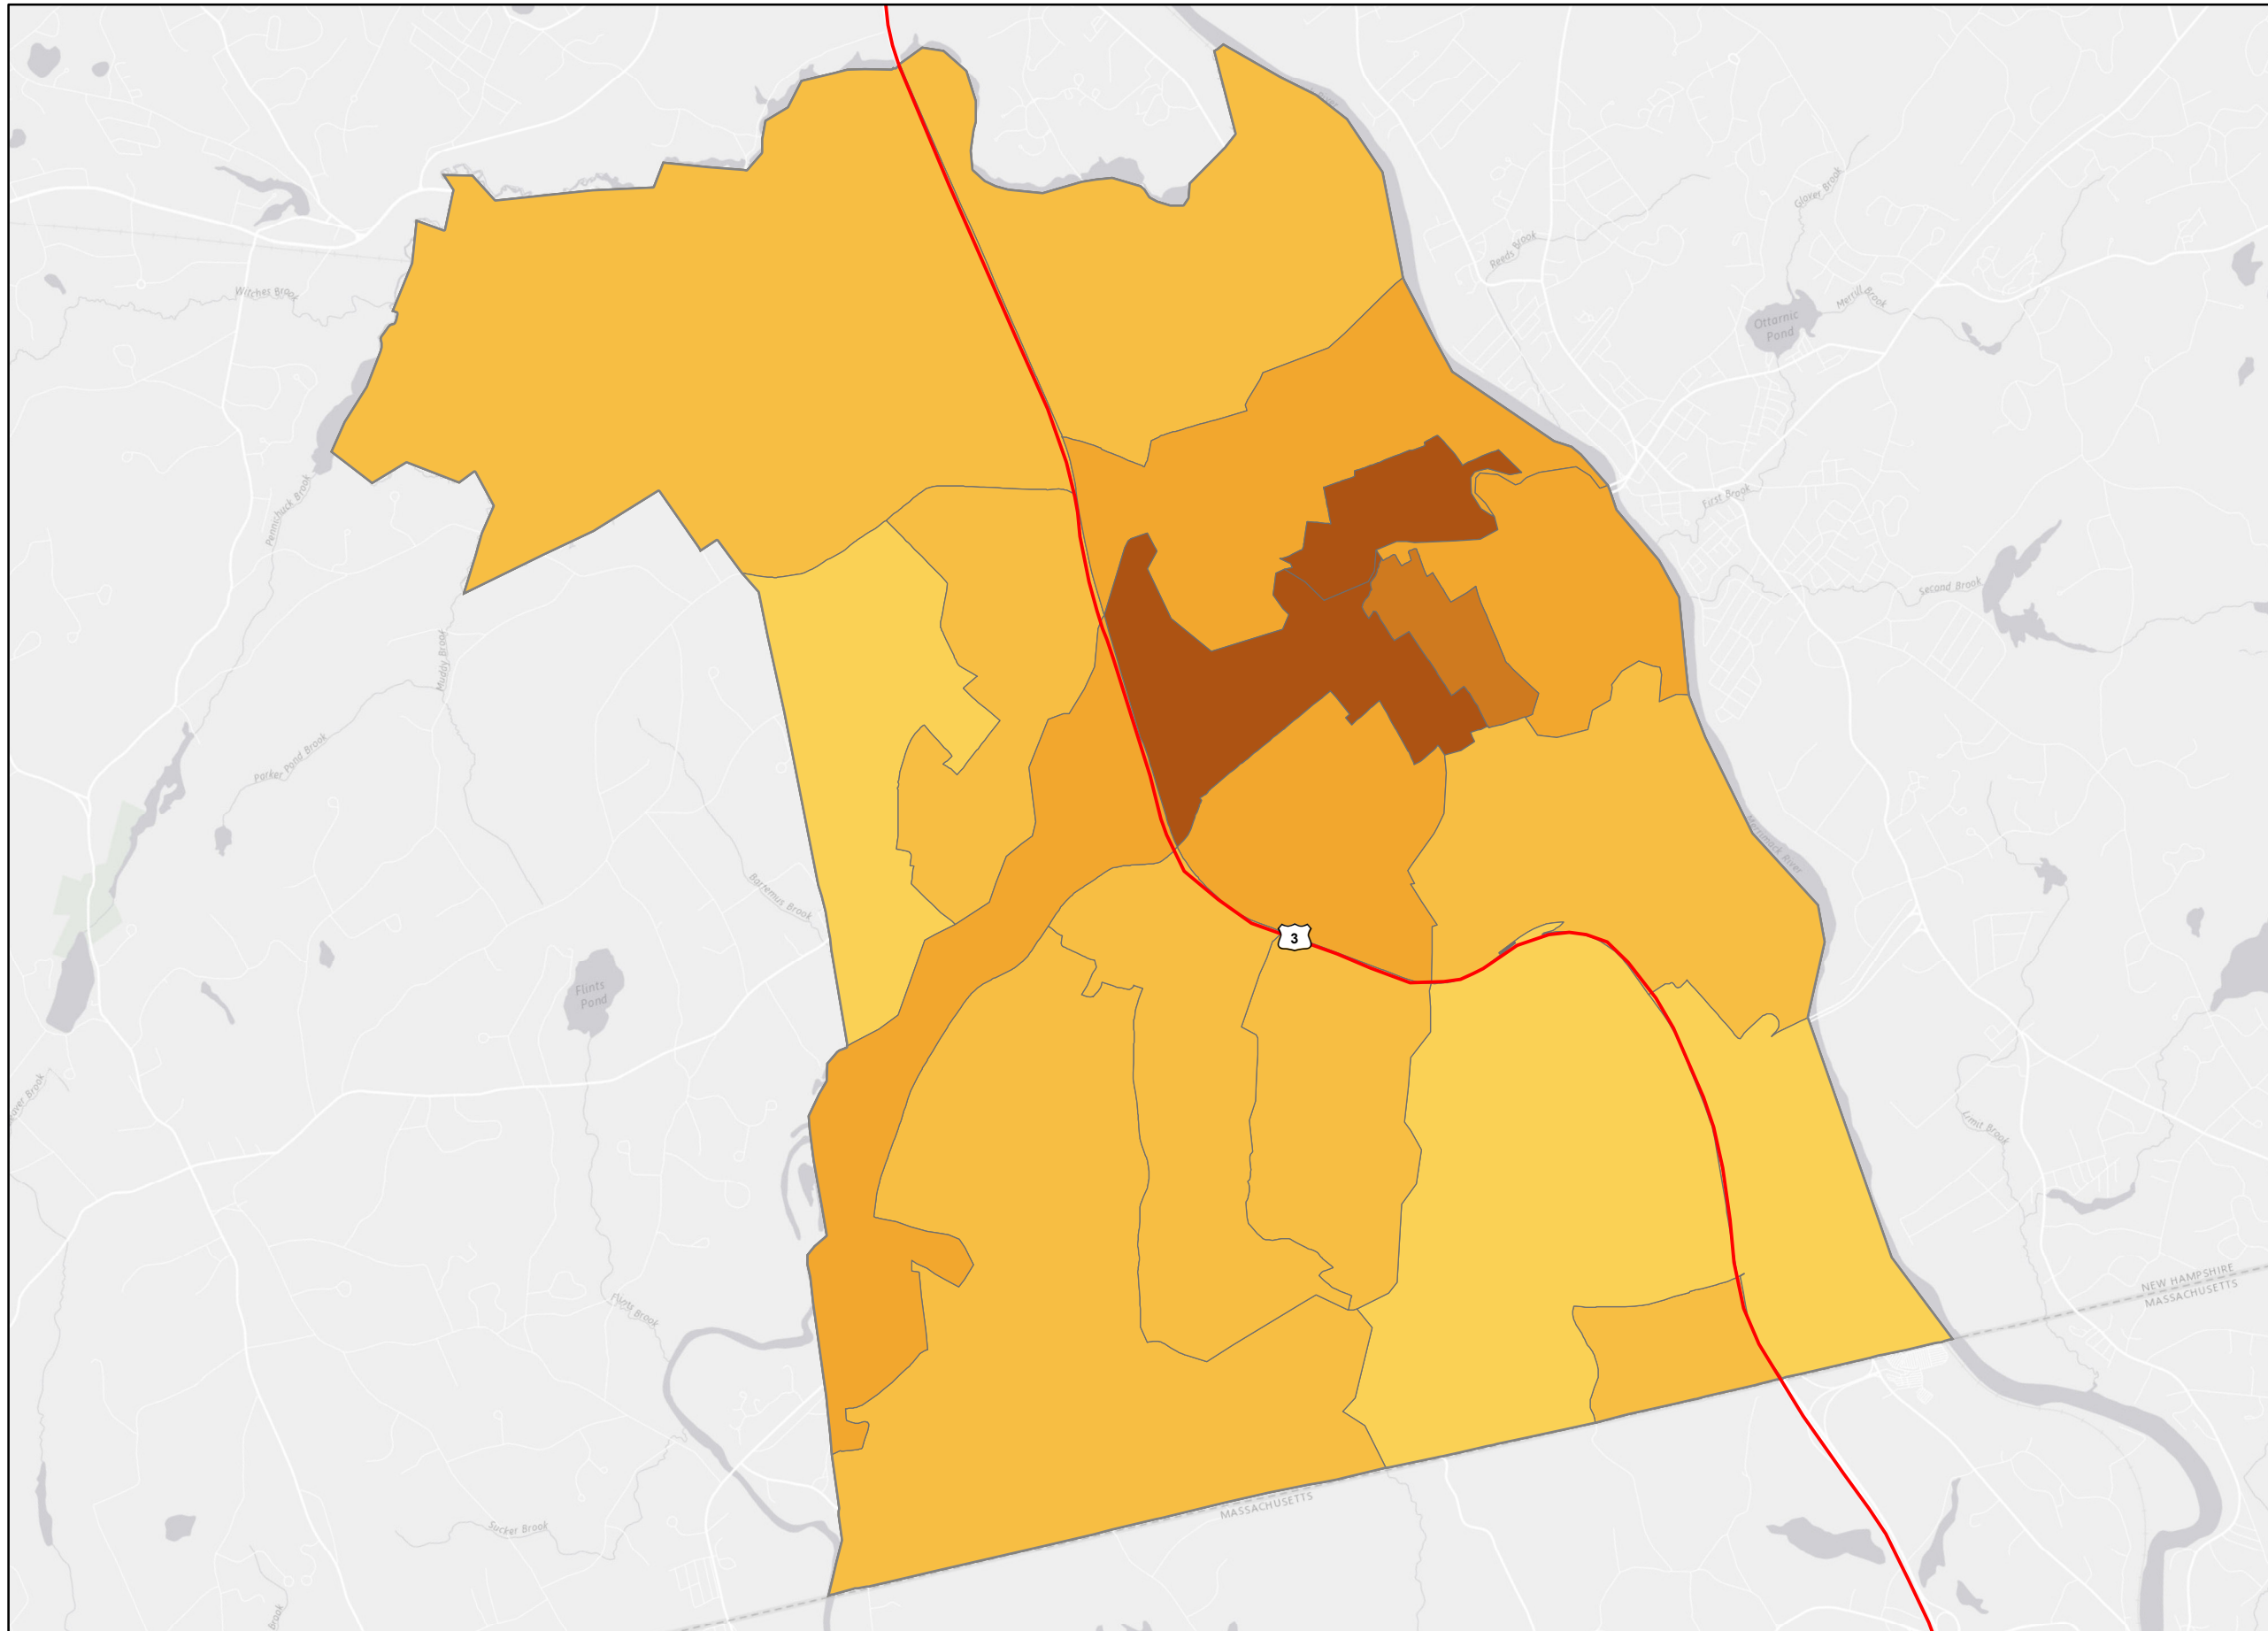 Glover Brook
Reeds Brook
Witches Brook
Merrill Brook
Ottarnic
Pond
Pennichuck Brook
First Brook
Second Brook
Muddy Brook
Parker Pond Brook
Merrimack River
Bartemus Brook
3
Flints
Pond
Limit Brook
NEW HAMPSHIRE
MASSACHUSETTS
Flints Brook
MASSACHUSETTS
Sucker Brook
Brook